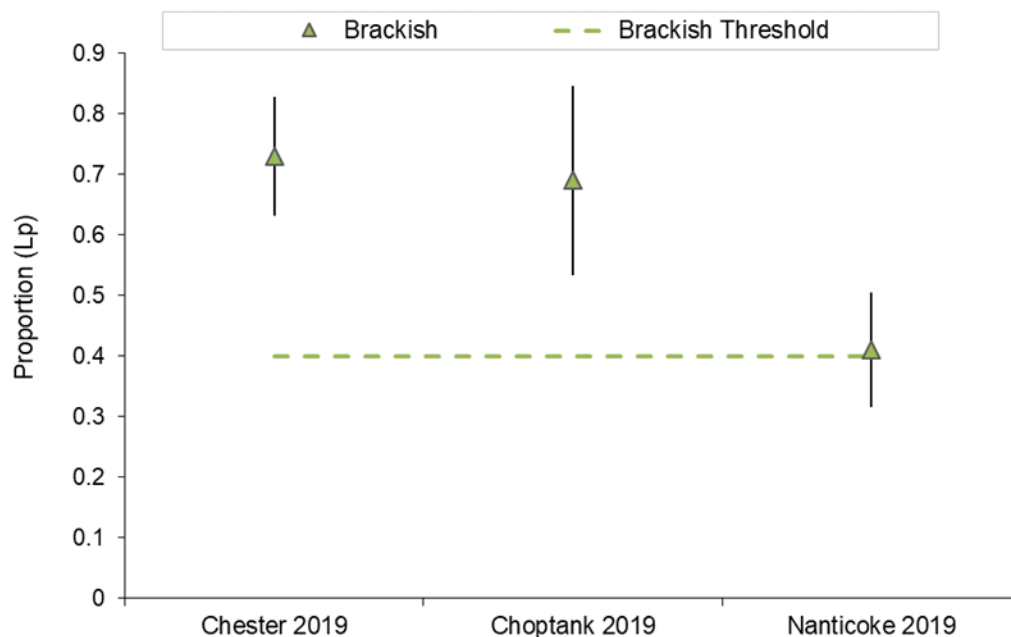 Brackish
Brackish Threshold
Proportion (Lp)
0.9
0.8
0.7
0.6
0.5
0.4
0.3
0.2
0.1
0
Chester 2019
Choptank 2019
Nanticoke 2019